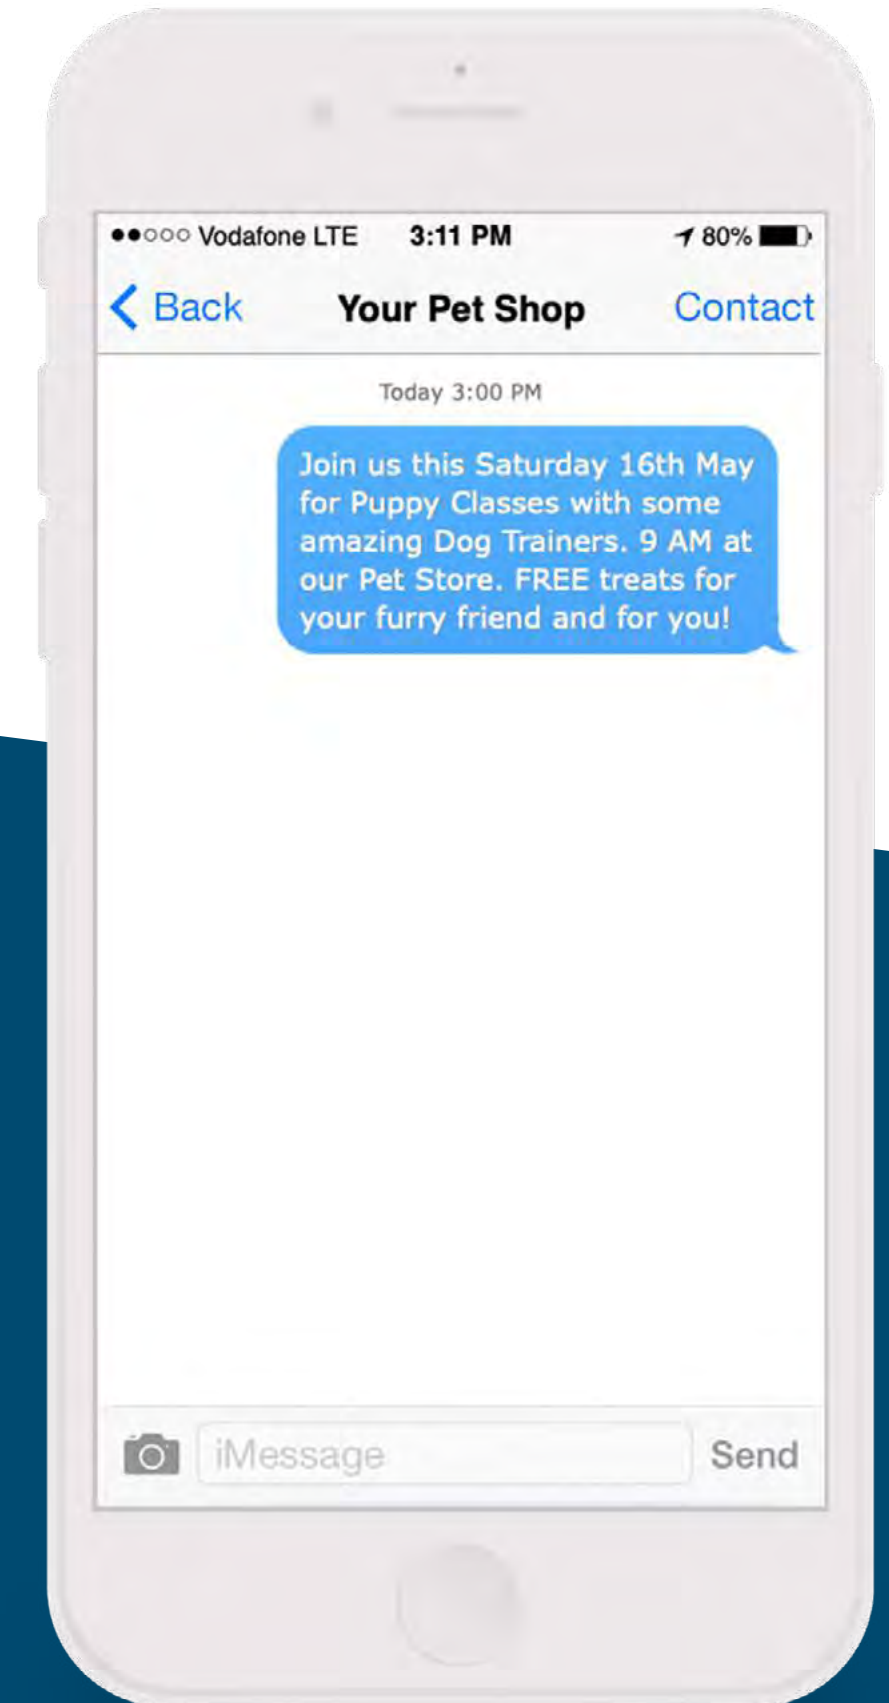 Vodafone LTE 3:11 PM 80%
Back Your Pet Shop Contact
Today 3:00 PM
Join us this Saturday 16th May
for Puppy Classes with some
amazing Dog Trainers. 9 AM at
our Pet Store. FREE treats for
your furry friend and for you!
iMessage Send